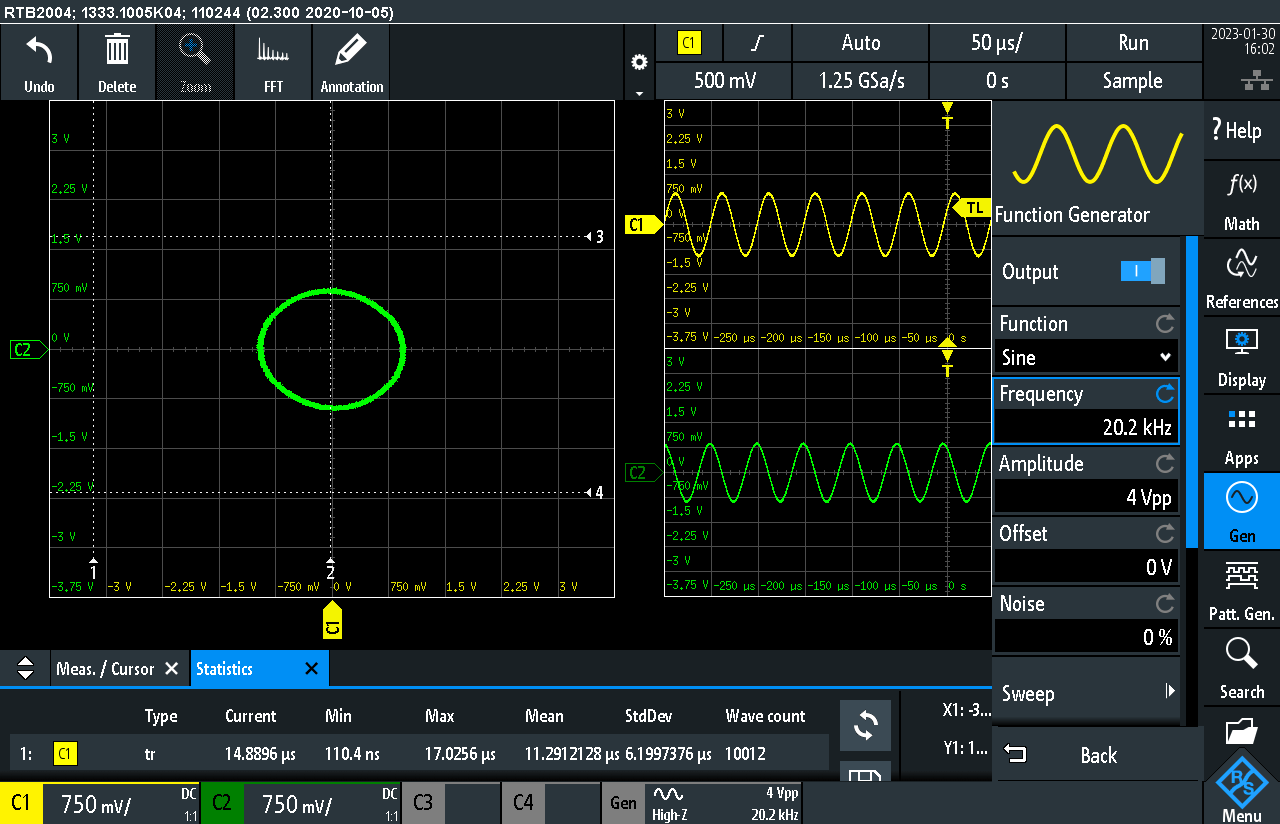 RTB2004; 1333.1005K04; 110244 (02.300 2020-10-05)
Undo
Delete
Zoom
FFT
Annotation
C1
Auto
50 µs/
Run
500 mV
1.25 GSa/s
0 s
Sample
2023-01-30
16:02
3 V
2.25 V
1.5 V
750 mV
0 V
-750 mV
-1.5 V
-2.25 V
-3 V
-3.75 V
-3 V
-2.25 V
-1.5 V
-750 mV
0 V
750 mV
1.5 V
2.25 V
3 V
C2
C1
1
2
3
4
3 V
2.25 V
1.5 V
750 mV
0 V
-750 mV
-1.5 V
-2.25 V
-3 V
-3.75 V
-250 µs
-200 µs
-150 µs
-100 µs
-50 µs
0 s
C1
T
TL
3 V
2.25 V
1.5 V
750 mV
0 V
-750 mV
-1.5 V
-2.25 V
-3 V
-3.75 V
-250 µs
-200 µs
-150 µs
-100 µs
-50 µs
0 s
C2
T
Function Generator
Output
Function
Sine
Frequency
20.2 kHz
Amplitude
4 Vpp
Offset
0 V
Noise
0 %
Sweep
Back
? Help
f(x)
Math
References
Display
Apps
Gen
Patt. Gen.
Search
R&S
Menu
Meas. / Cursor
Statistics
Type Current Min Max Mean StdDev Wave count
1: C1 tr 14.8896 µs 110.4 ns 17.0256 µs 11.2912128 µs 6.1997376 µs 10012
X1: -3...
Y1: 1...
C1 750 mV/ DC 1:1
C2 750 mV/ DC 1:1
C3
C4
Gen
High-Z
4 Vpp
20.2 kHz